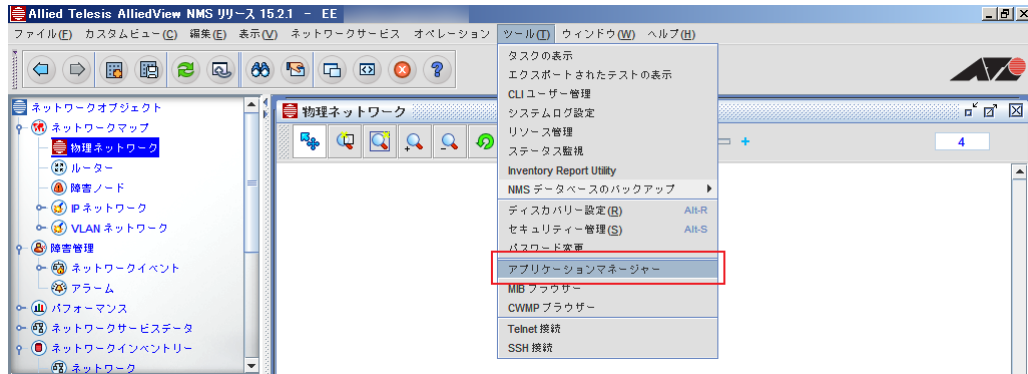 Allied Telesis AlliedView NMS リリース 15.2.1 - EE
ファイル(F) カスタムビュー(C) 編集(E) 表示(V) ネットワークサービス オペレーション ツール(T) ウィンドウ(W) ヘルプ(H)
タスクの表示
エクスポートされたテストの表示
CLI ユーザー管理
システムログ設定
リソース管理
ステータス監視
Inventory Report Utility
NMS データベースのバックアップ
ディスカバリー設定(R) Alt-R
セキュリティー管理(S) Alt-S
パスワード変更
アプリケーションマネージャー
MIB ブラウザー
CWMP ブラウザー
Telnet 接続
SSH 接続
ネットワークオブジェクト
ネットワークマップ
物理ネットワーク
ルーター
障害ノード
IP ネットワーク
VLAN ネットワーク
障害管理
ネットワークイベント
アラーム
パフォーマンス
ネットワークサービスデータ
ネットワークインベントリー
ネットワーク
物理ネットワーク
4